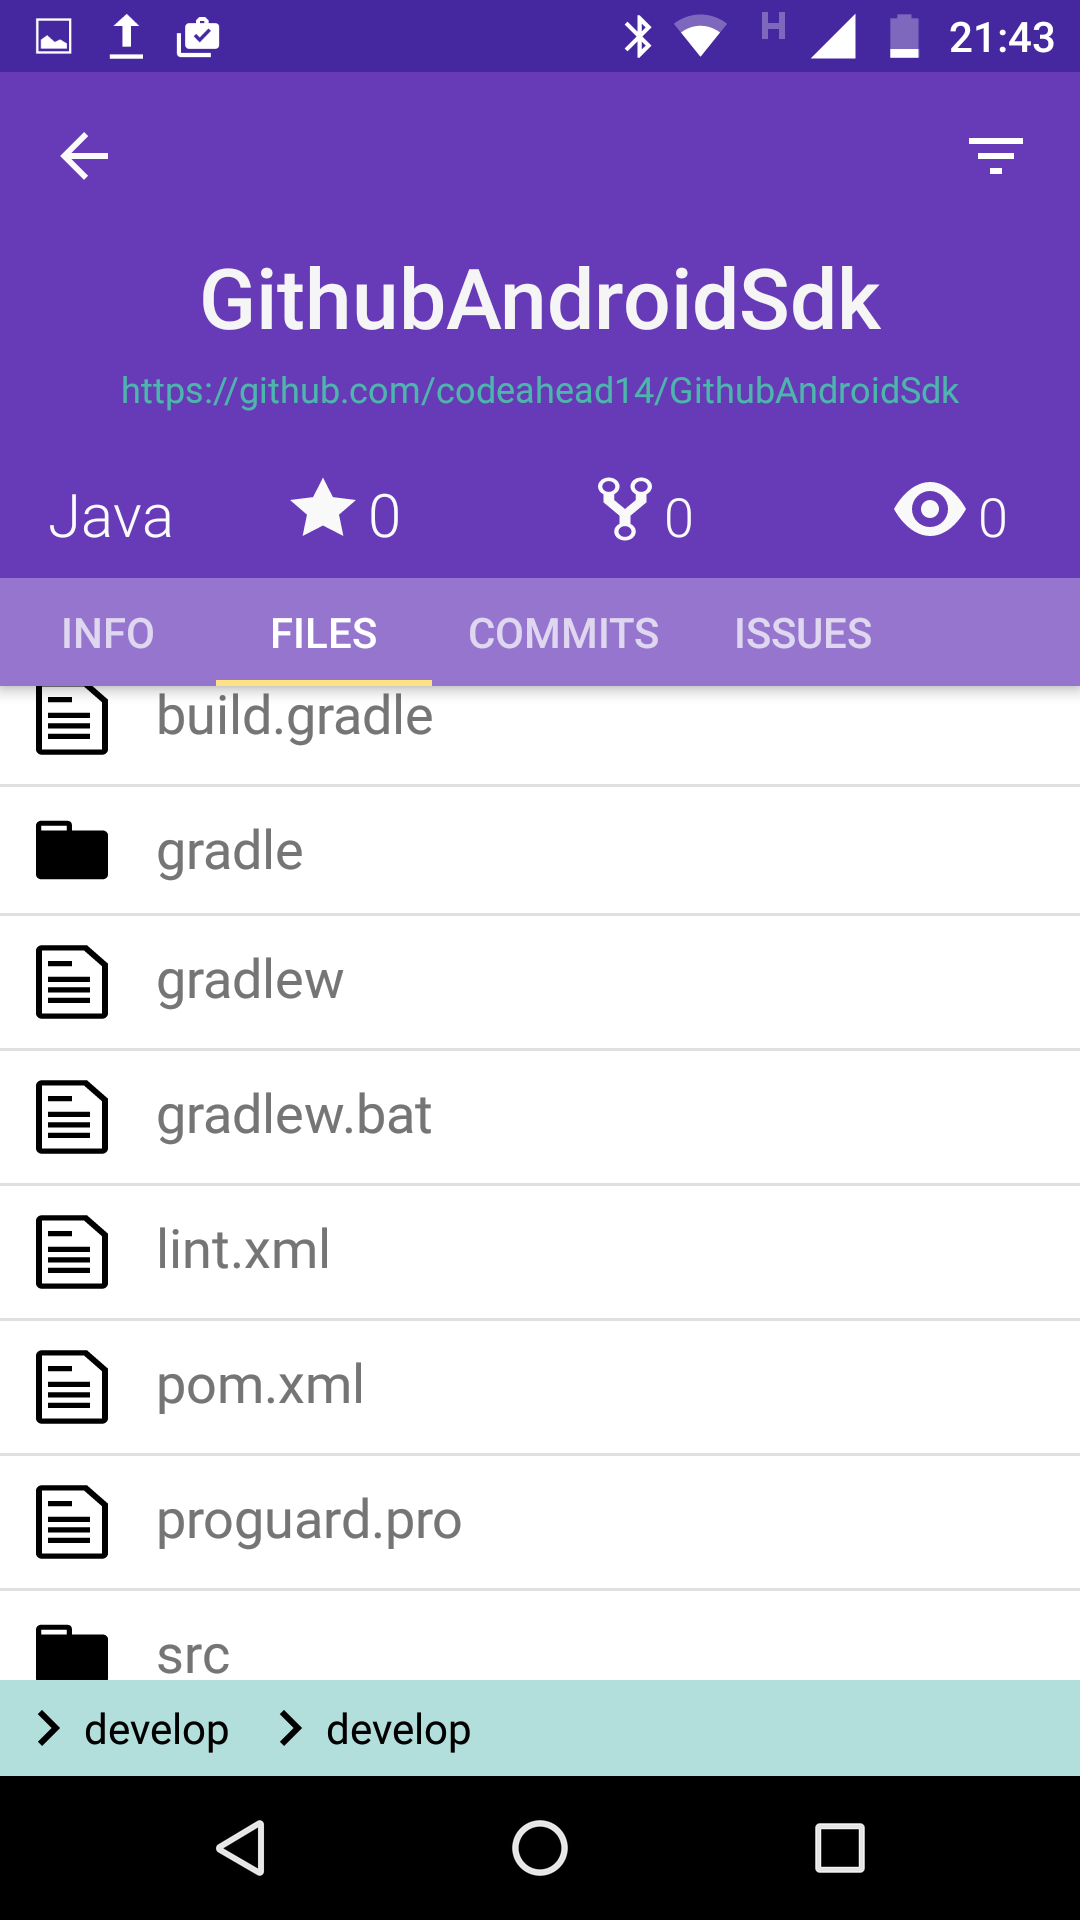 H 21:43
GithubAndroidSdk
https://github.com/codeahead14/GithubAndroidSdk
Java 0 0 0
INFO FILES COMMITS ISSUES
build.gradle
gradle
gradlew
gradlew.bat
lint.xml
pom.xml
proguard.pro
src
develop develop